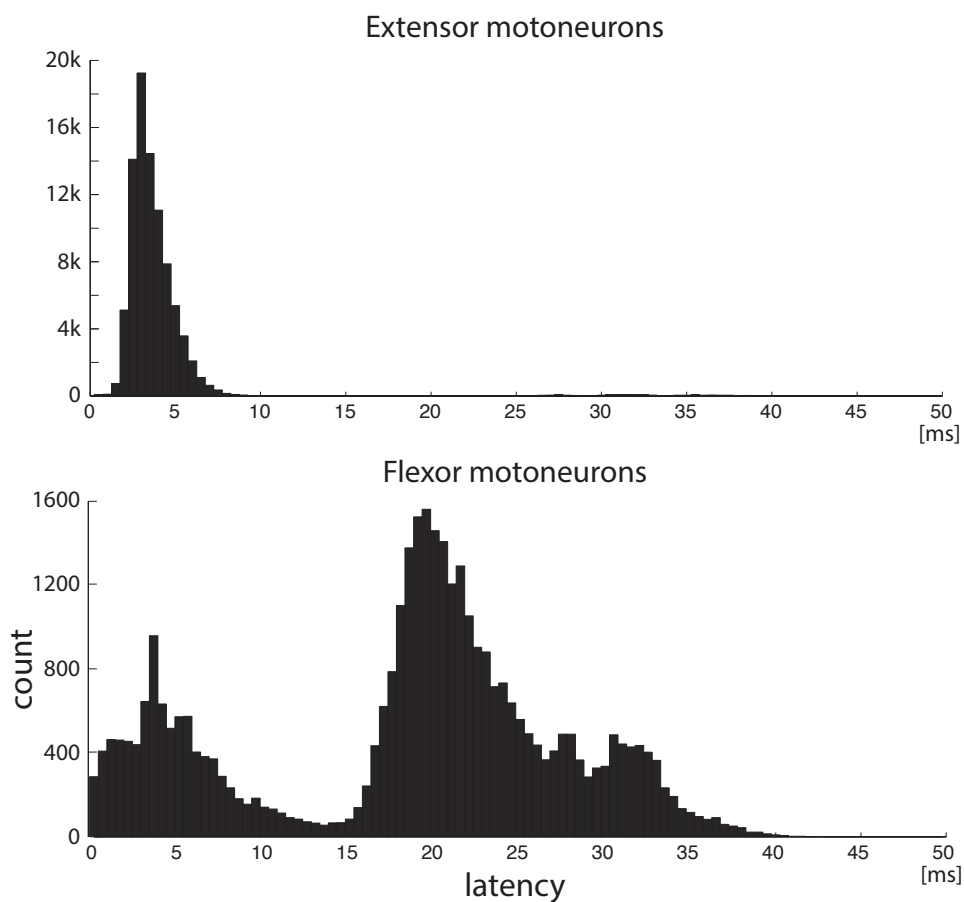 Extensor motoneurons
20k
16k
12k
8k
4k
0
0 5 10 15 20 25 30 35 40 45 50
[ms]
Flexor motoneurons
1600
1200
800
400
0
count
0 5 10 15 20 25 30 35 40 45 50
[ms]
latency